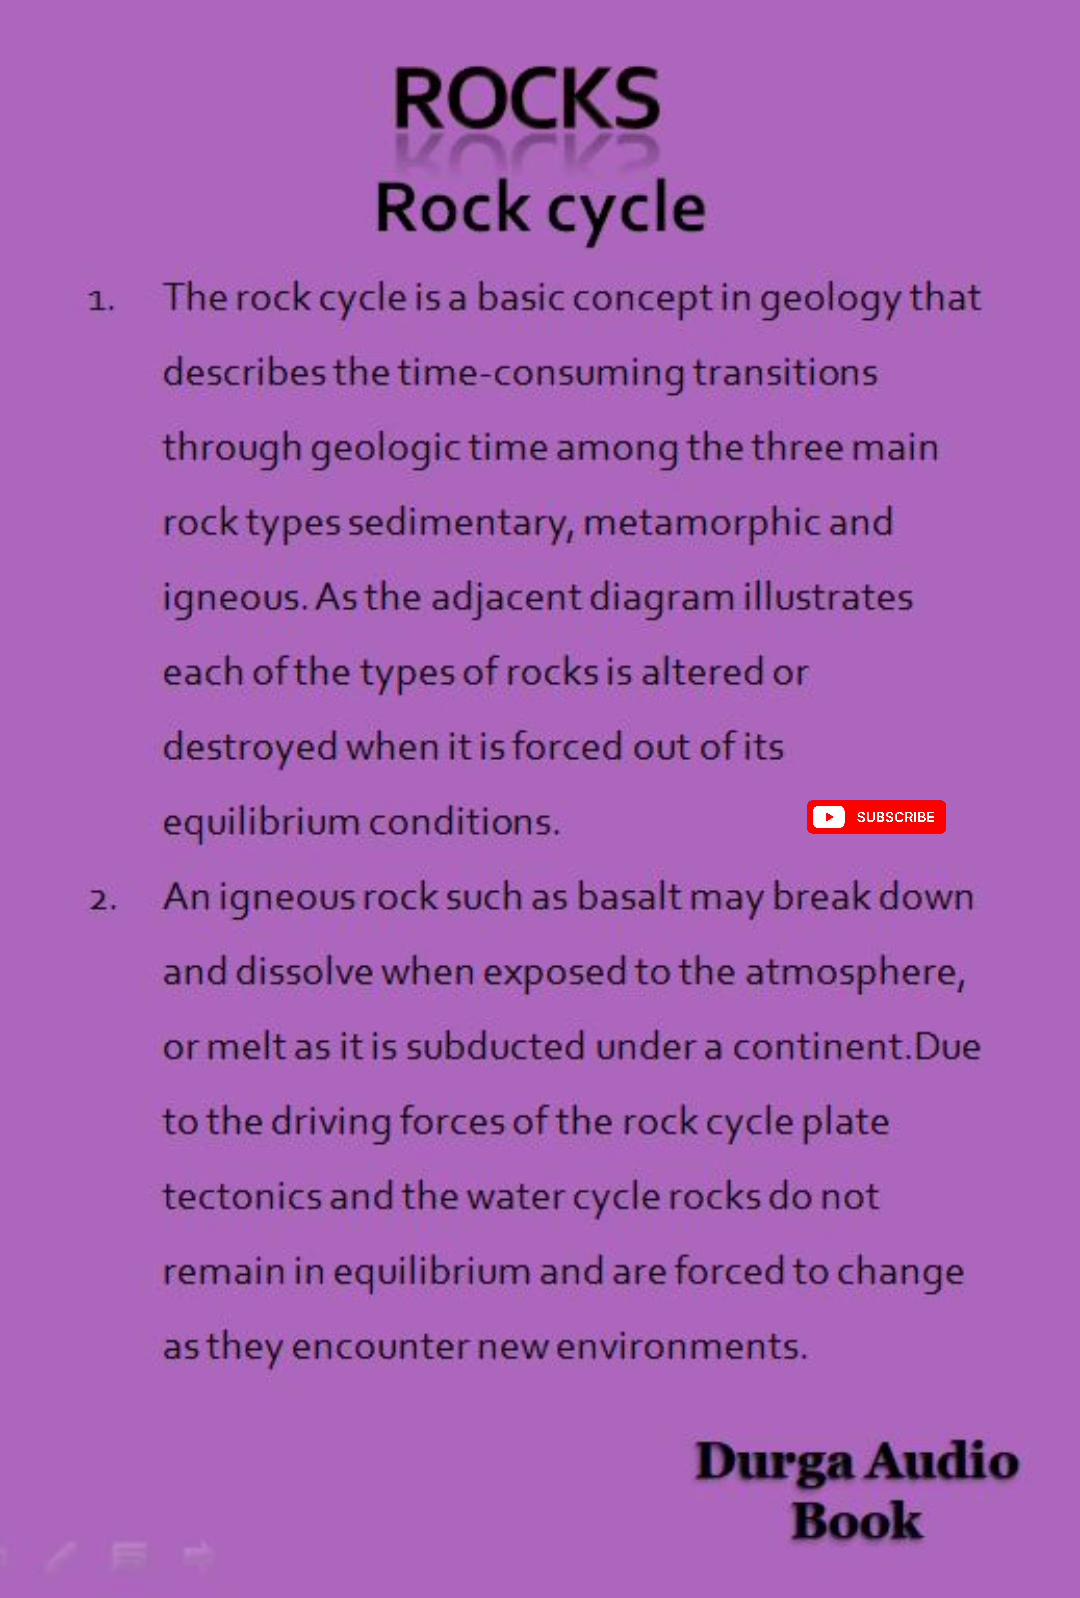 ROCKS
Rock cycle
1. The rock cycle is a basic concept in geology that
describes the time-consuming transitions
through geologic time among the three main
rock types sedimentary, metamorphic and
igneous. As the adjacent diagram illustrates
each of the types of rocks is altered or
destroyed when it is forced out of its
equilibrium conditions.
SUBSCRIBE
2. An igneous rock such as basalt may break down
and dissolve when exposed to the atmosphere,
or melt as it is subducted under a continent.Due
to the driving forces of the rock cycle plate
tectonics and the water cycle rocks do not
remain in equilibrium and are forced to change
as they encounter new environments.
Durga Audio
Book